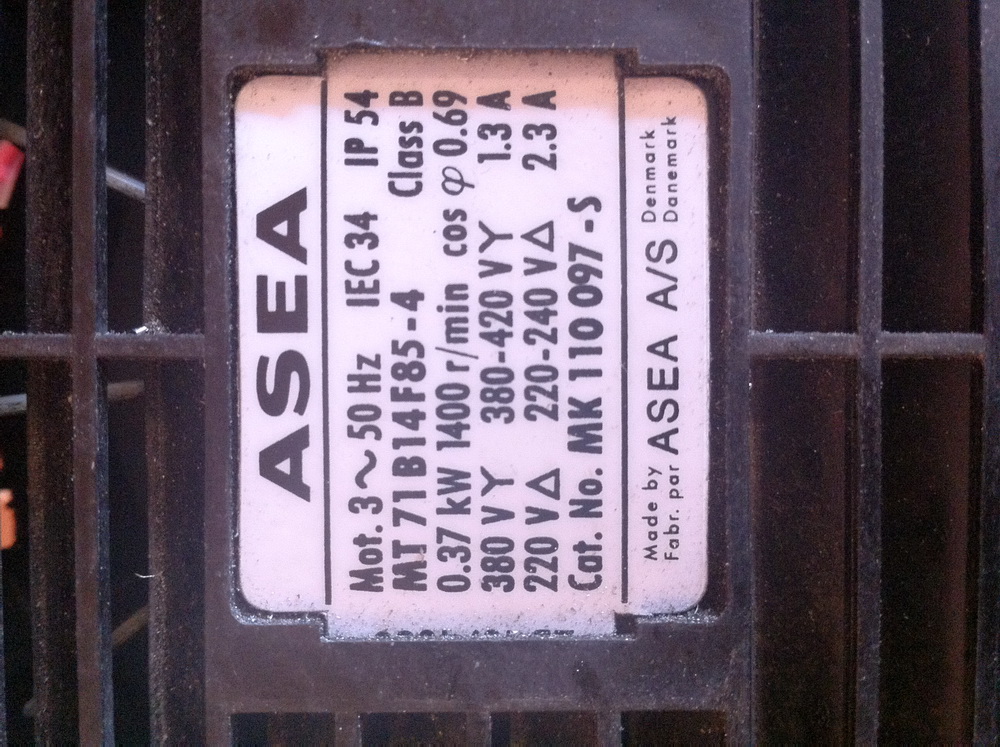 ASEA
Mot. 3 ~ 50 Hz IEC 34 IP 54
MT 71 B 14 F 85 - 4 Class B
0.37 kW 1400 r/min cos φ 0.69
380 V Y 380-420 V Y 1.3 A
220 V Δ 220-240 V Δ 2.3 A
Cat. No. MK 110 097 - S
Made by ASEA A/S Denmark
Fabr. par Danemark